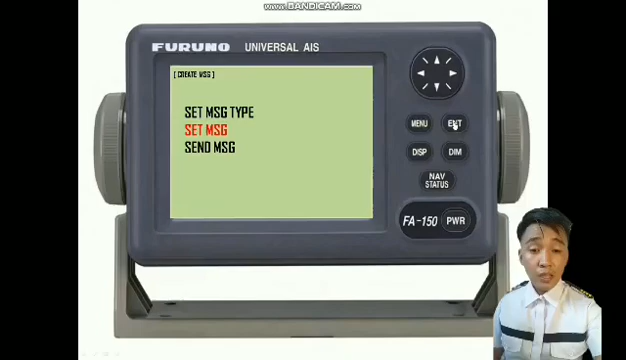 www.BANDICAM.com
FURUNO UNIVERSAL AIS
[ CREATE MSG ]
SET MSG TYPE
SET MSG
SEND MSG
MENU ENT
DISP DIM
NAV
STATUS
FA-150 PWR